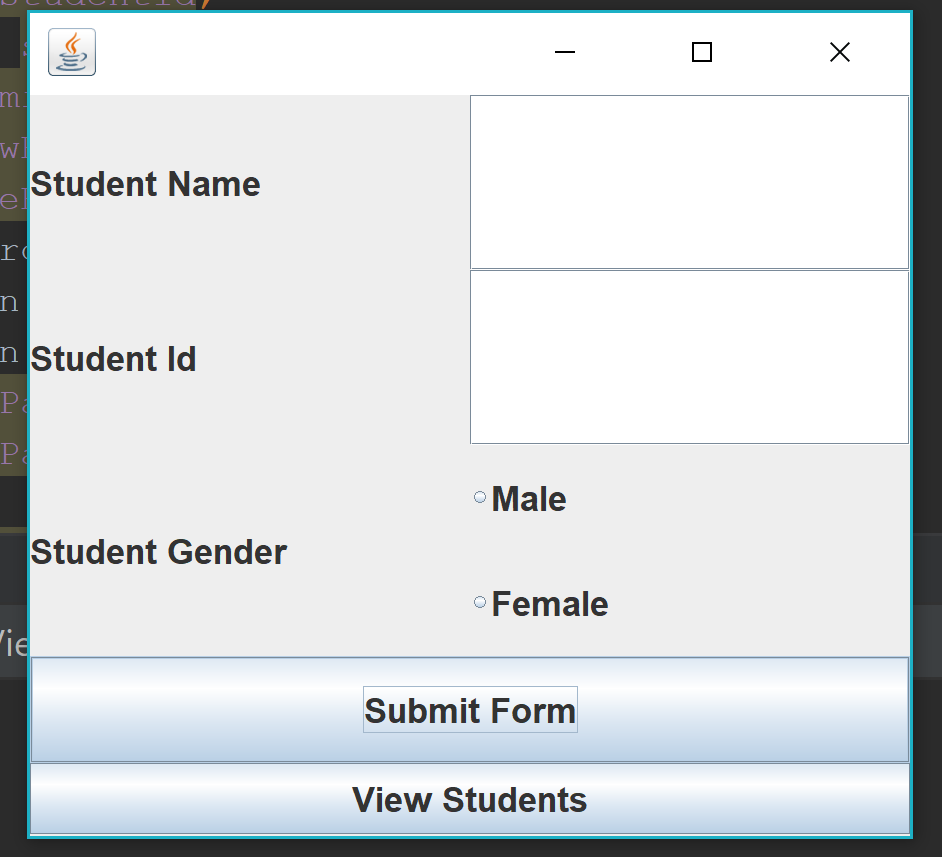 Student Name
Student Id
Male
Student Gender
Female
Submit Form
View Students